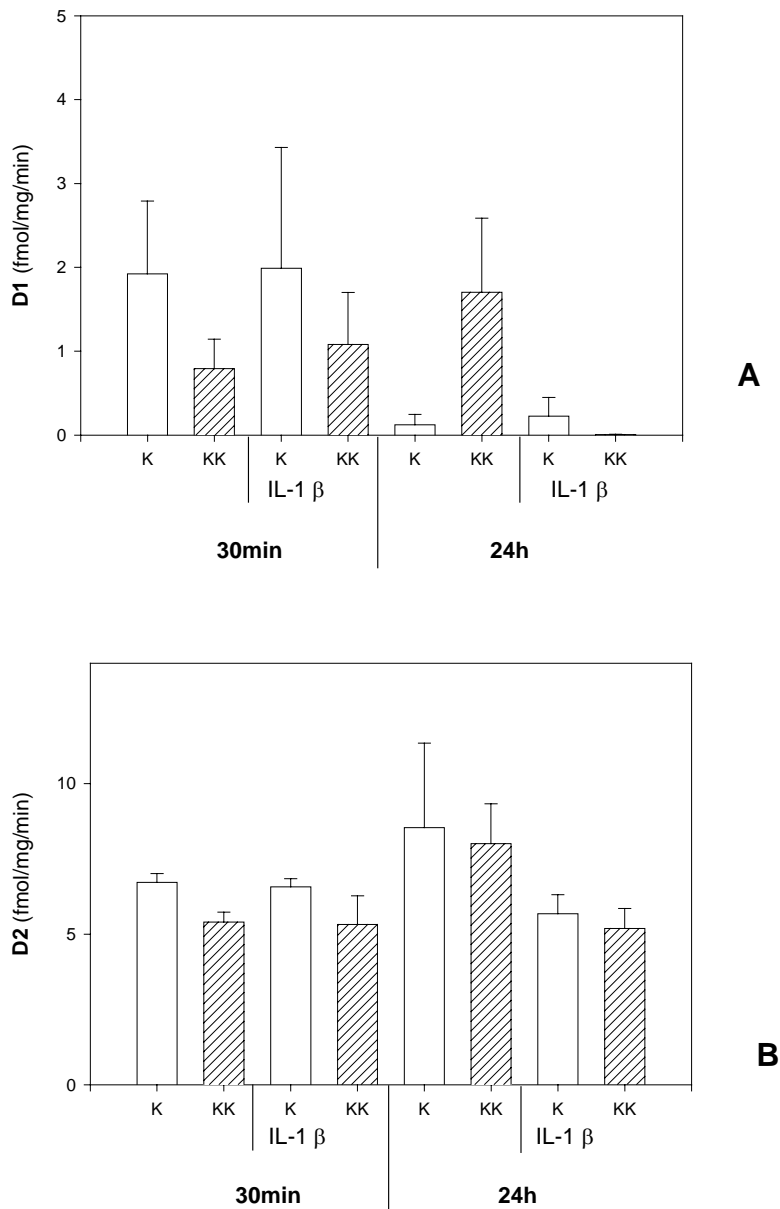 5
4
3
2
1
0
D1 (fmol/mg/min)
A
K KK K KK K KK K KK
IL-1 β IL-1 β
30min 24h
10
5
0
D2 (fmol/mg/min)
B
K KK K KK K KK K KK
IL-1 β IL-1 β
30min 24h